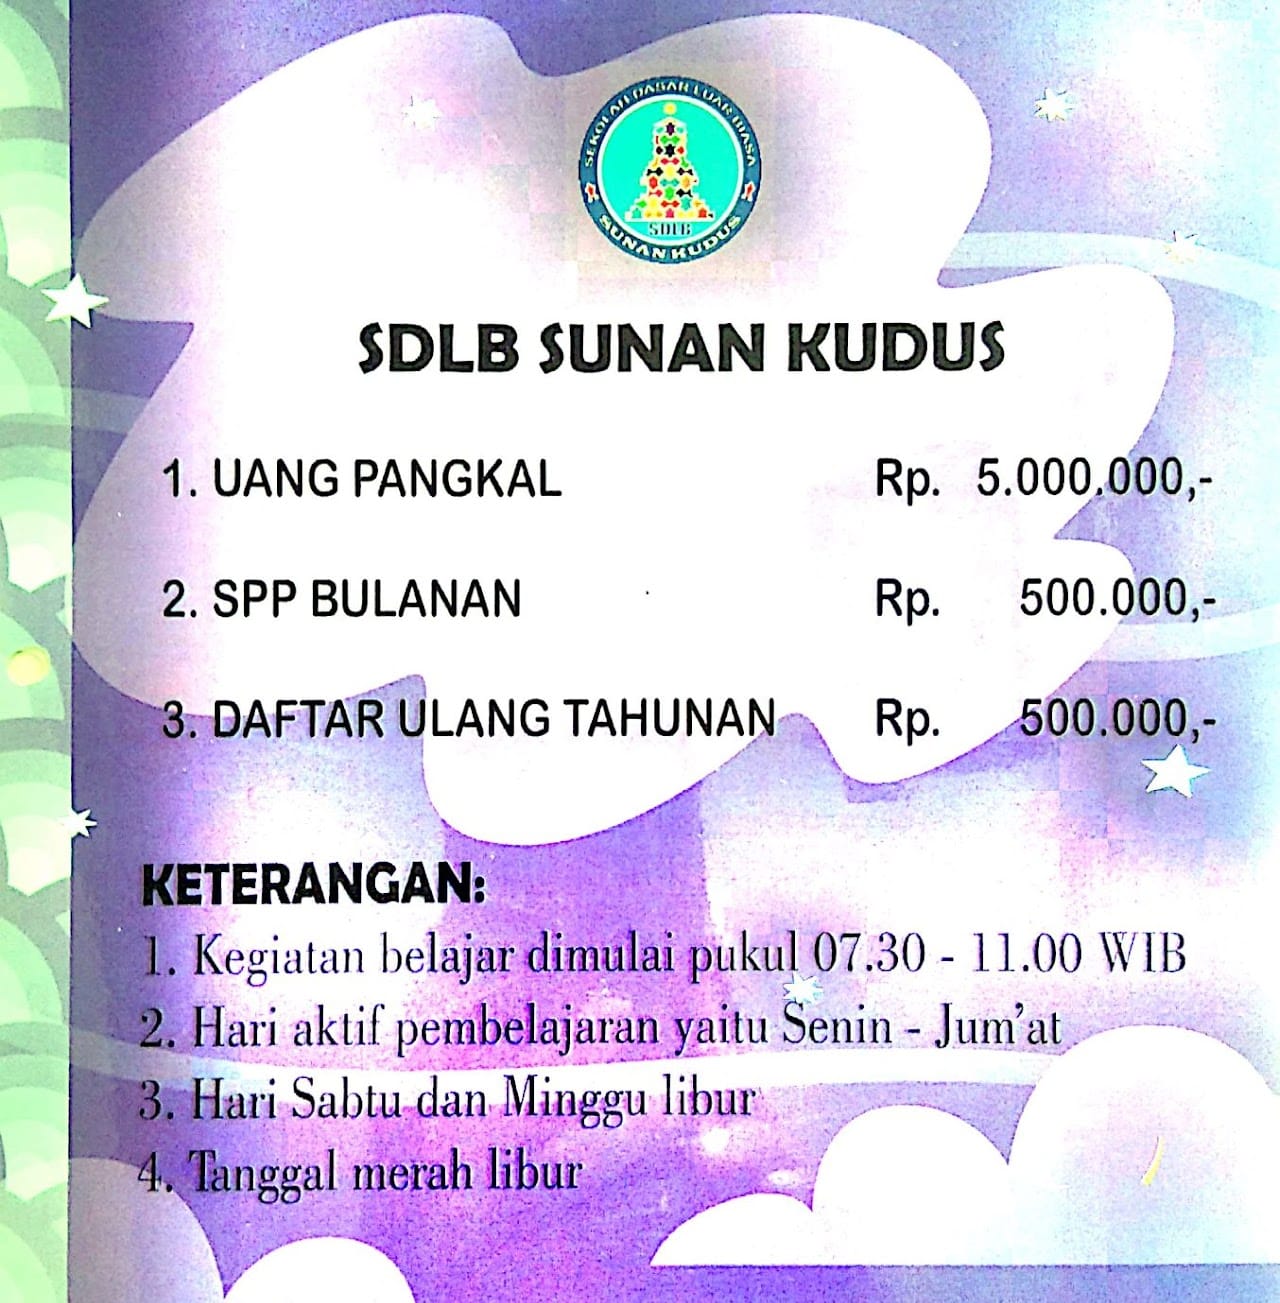 SEKOLAH DASAR LUAR BIASA
SDLB
SUNAN KUDUS
SDLB SUNAN KUDUS
1. UANG PANGKAL Rp. 5.000.000,-
2. SPP BULANAN Rp. 500.000,-
3. DAFTAR ULANG TAHUNAN Rp. 500.000,-
KETERANGAN:
1. Kegiatan belajar dimulai pukul 07.30 - 11.00 WIB
2. Hari aktif pembelajaran yaitu Senin - Jum'at
3. Hari Sabtu dan Minggu libur
4. Tanggal merah libur